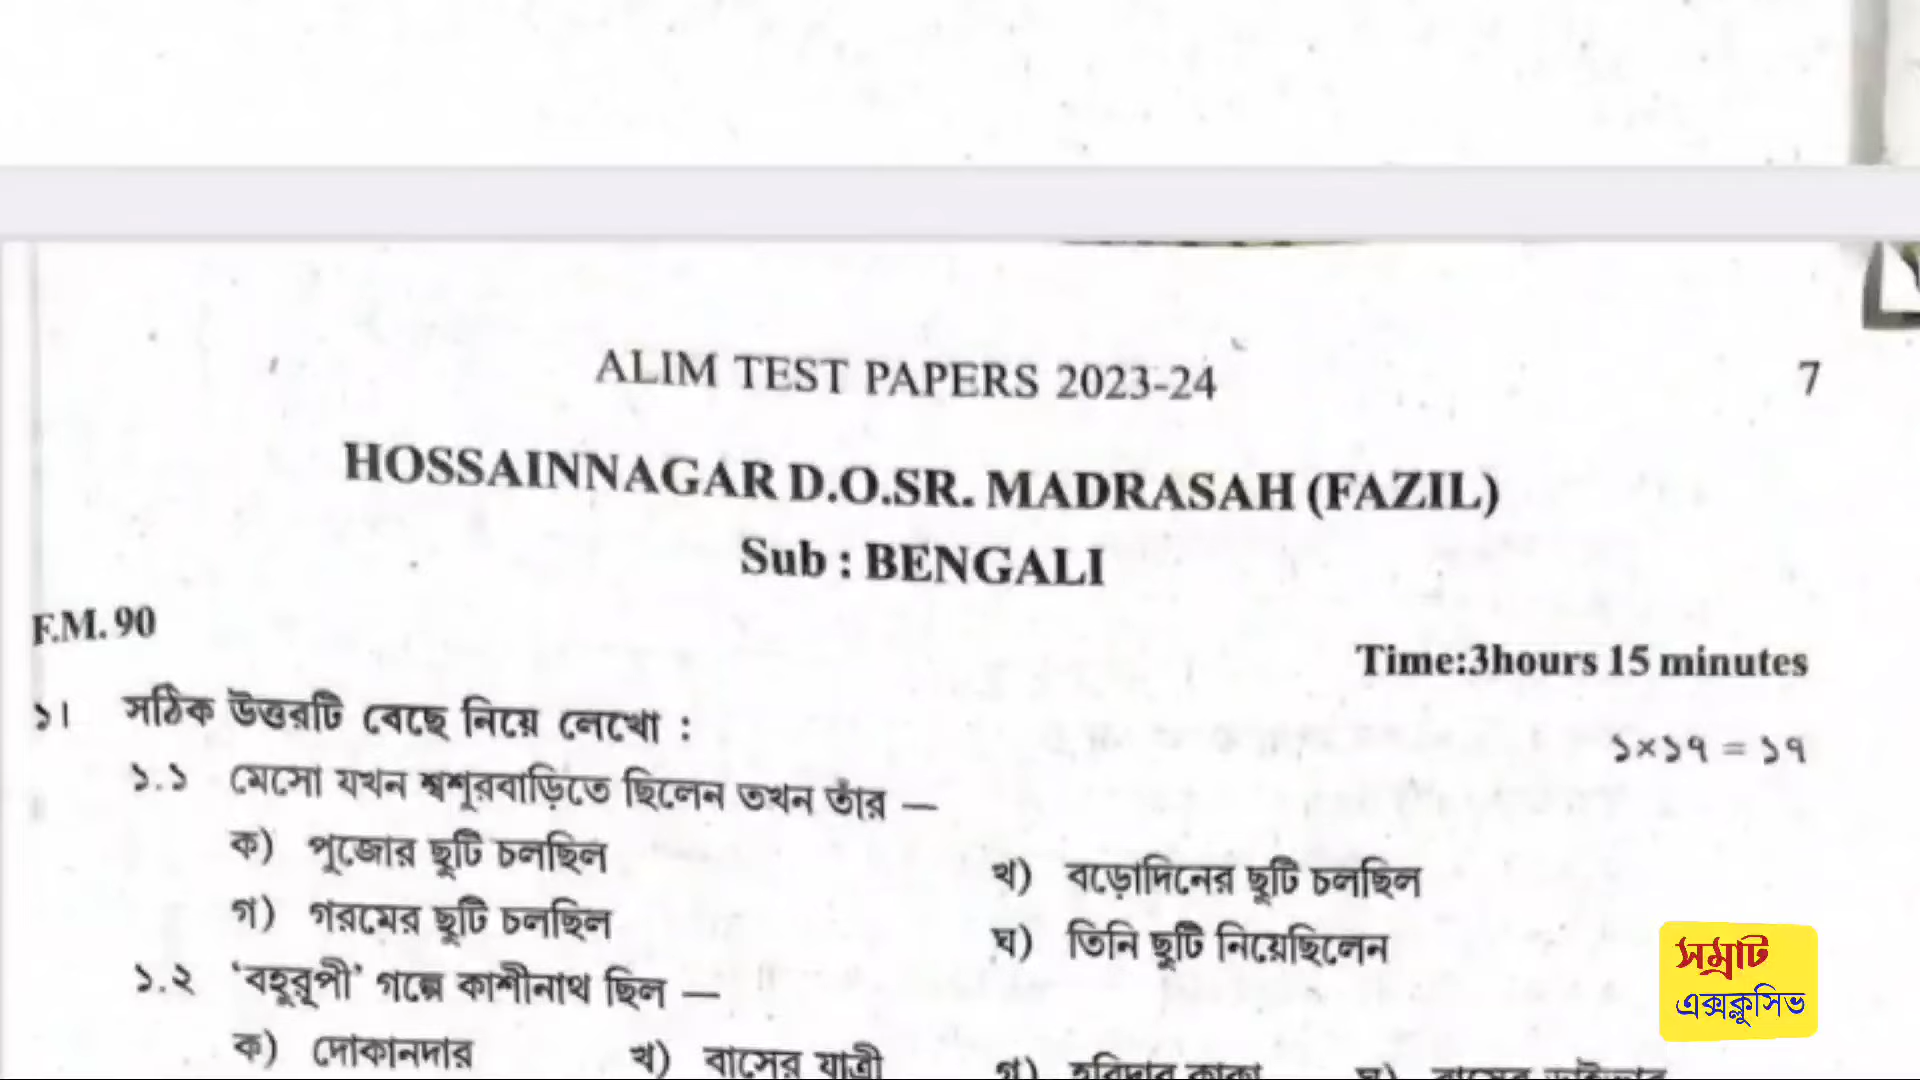 ALIM TEST PAPERS 2023-24 7
HOSSAINNAGAR D.O.SR. MADRASAH (FAZIL)
Sub : BENGALI
F.M. 90
Time:3hours 15 minutes
১। সঠিক উত্তরটি বেছে নিয়ে লেখো : ১×১৭ = ১৭
১.১ মেসো যখন শ্বশুরবাড়িতে ছিলেন তখন তাঁর —
ক) পুজোর ছুটি চলছিল খ) বড়োদিনের ছুটি চলছিল
গ) গরমের ছুটি চলছিল ঘ) তিনি ছুটি নিয়েছিলেন
১.২ 'বহুরূপী' গল্পে কাশীনাথ ছিল —
ক) দোকানদার খ) বাসের যাত্রী গ) হরিদার কাকা ঘ) বাসের ড্রাইভার
সম্রাট
এক্সক্লুসিভ